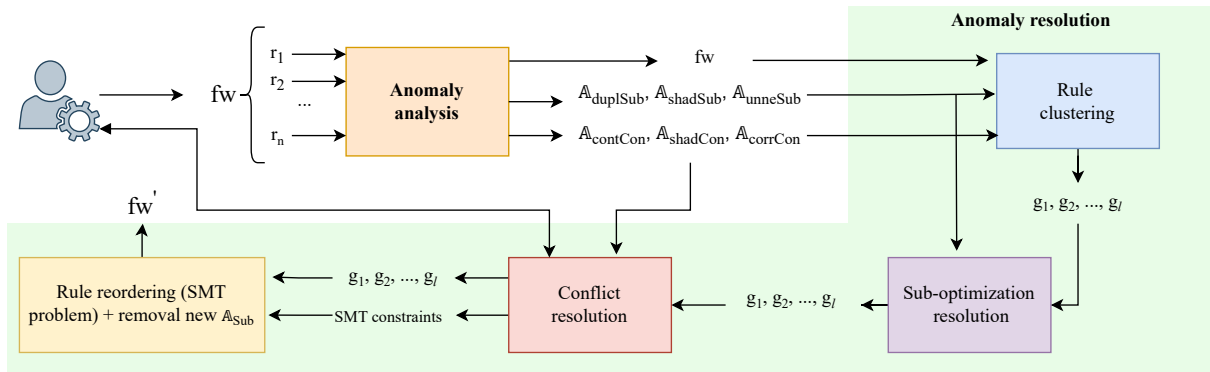 Anomaly resolution
fw
r1
r2
...
rn
Anomaly
analysis
fw
𝔸duplSub, 𝔸shadSub, 𝔸unneSub
𝔸contCon, 𝔸shadCon, 𝔸corrCon
Rule
clustering
g1, g2, ..., gl
fw'
Rule reordering (SMT
problem) + removal new 𝔸Sub
g1, g2, ..., gl
SMT constraints
Conflict
resolution
g1, g2, ..., gl
Sub-optimization
resolution